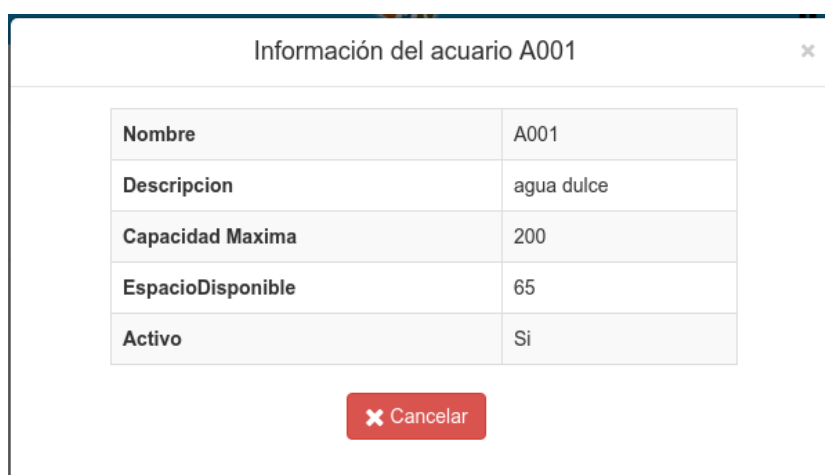 Información del acuario A001
×
Nombre A001
Descripcion agua dulce
Capacidad Maxima 200
EspacioDisponible 65
Activo Si
Cancelar